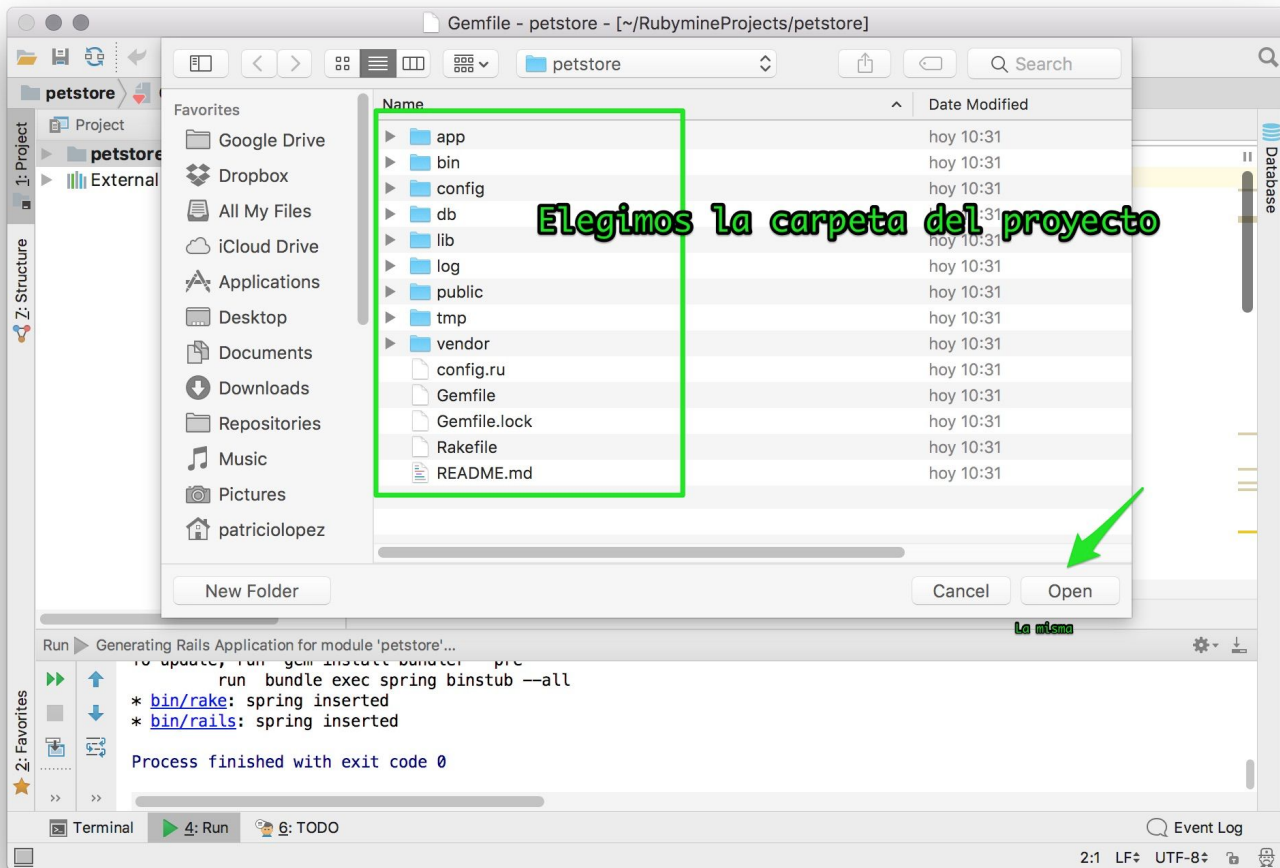 Gemfile - petstore - [~/RubymineProjects/petstore]
petstore
Search
petstore
Favorites
Name
Date Modified
1: Project
Project
petstore
External
Z: Structure
Database
Google Drive
Dropbox
All My Files
iCloud Drive
Applications
Desktop
Documents
Downloads
Repositories
Music
Pictures
patriciolopez
app hoy 10:31
bin hoy 10:31
config hoy 10:31
db
Elegimos la carpeta del proyecto
lib hoy 10:31
log hoy 10:31
public hoy 10:31
tmp hoy 10:31
vendor hoy 10:31
config.ru hoy 10:31
Gemfile hoy 10:31
Gemfile.lock hoy 10:31
Rakefile hoy 10:31
README.md hoy 10:31
New Folder
Cancel
Open
La misma
Run Generating Rails Application for module 'petstore'...
To update, run `gem install bundler --pre`
run bundle exec spring binstub --all
* bin/rake: spring inserted
* bin/rails: spring inserted
Process finished with exit code 0
2: Favorites
Terminal
4: Run
6: TODO
Event Log
2:1 LF UTF-8